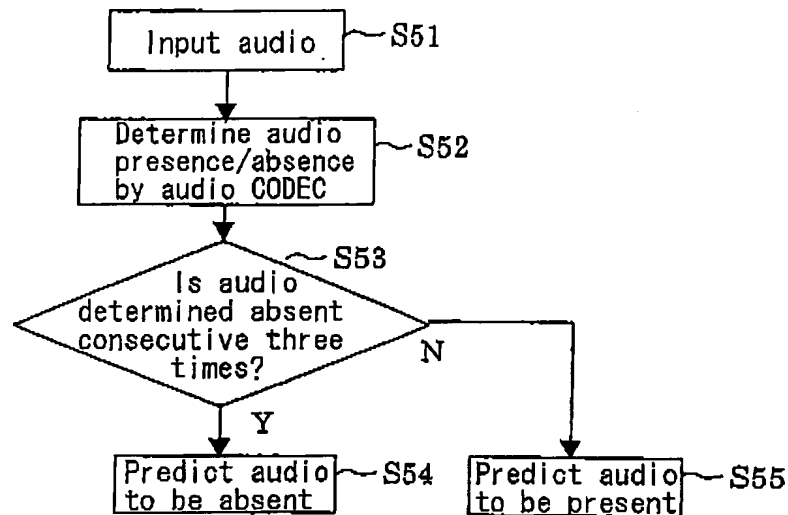 Input audio
S51
Determine audio
presence/absence
by audio CODEC
S52
S53
Is audio
determined absent
consecutive three
times?
N
Y
Predict audio
to be absent
S54
Predict audio
to be present
S55